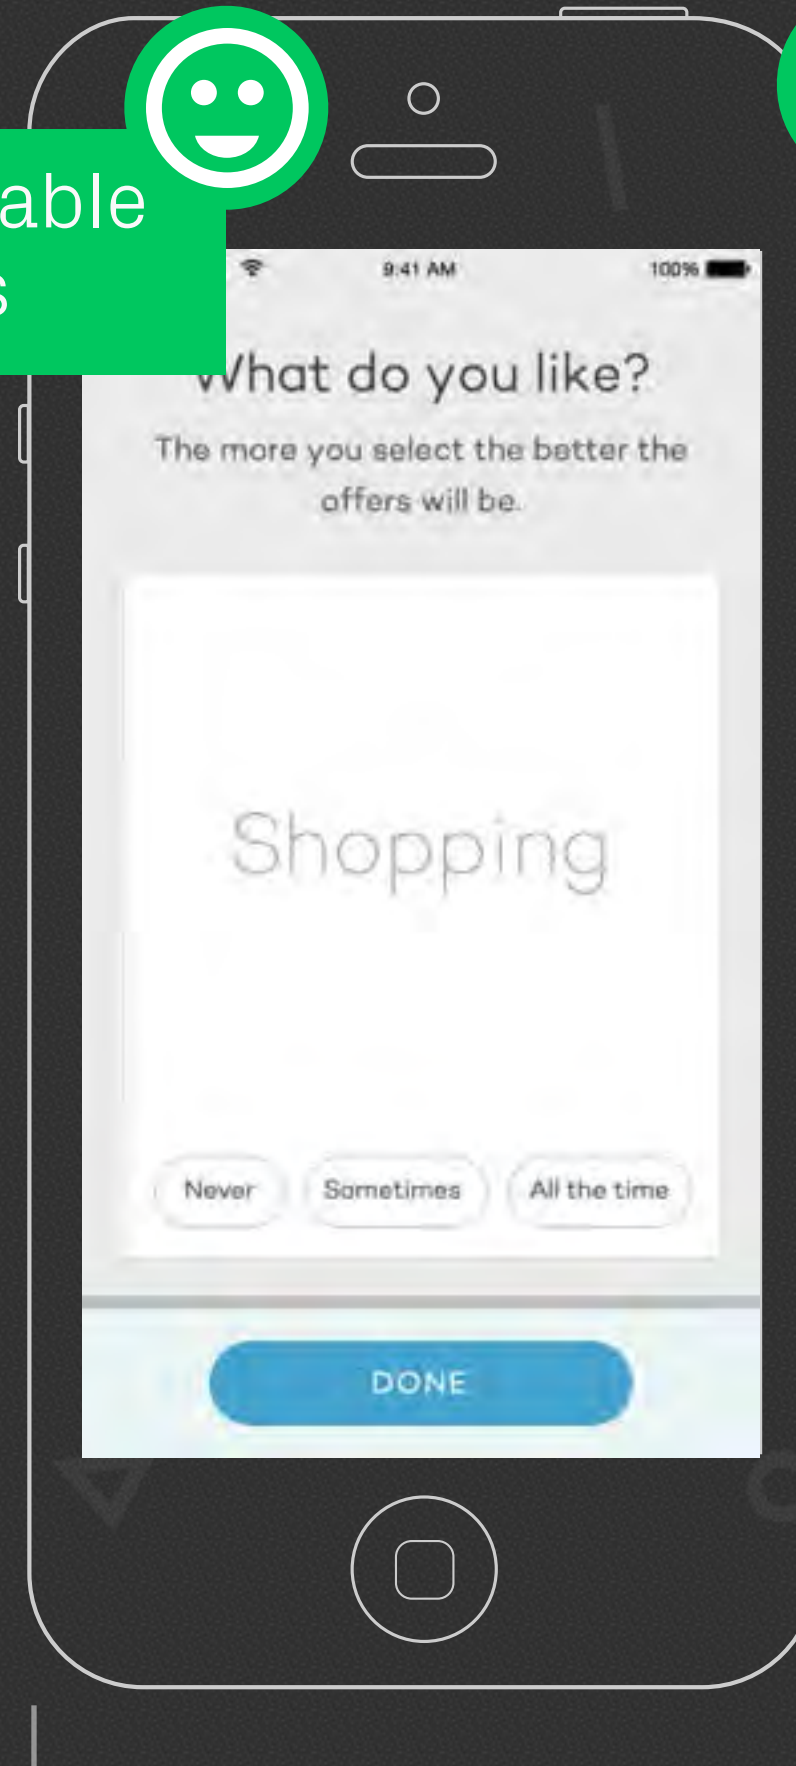 able
s
9:41 AM 100%
What do you like?
The more you select the better the
offers will be.
Shopping
Never Sometimes All the time
DONE